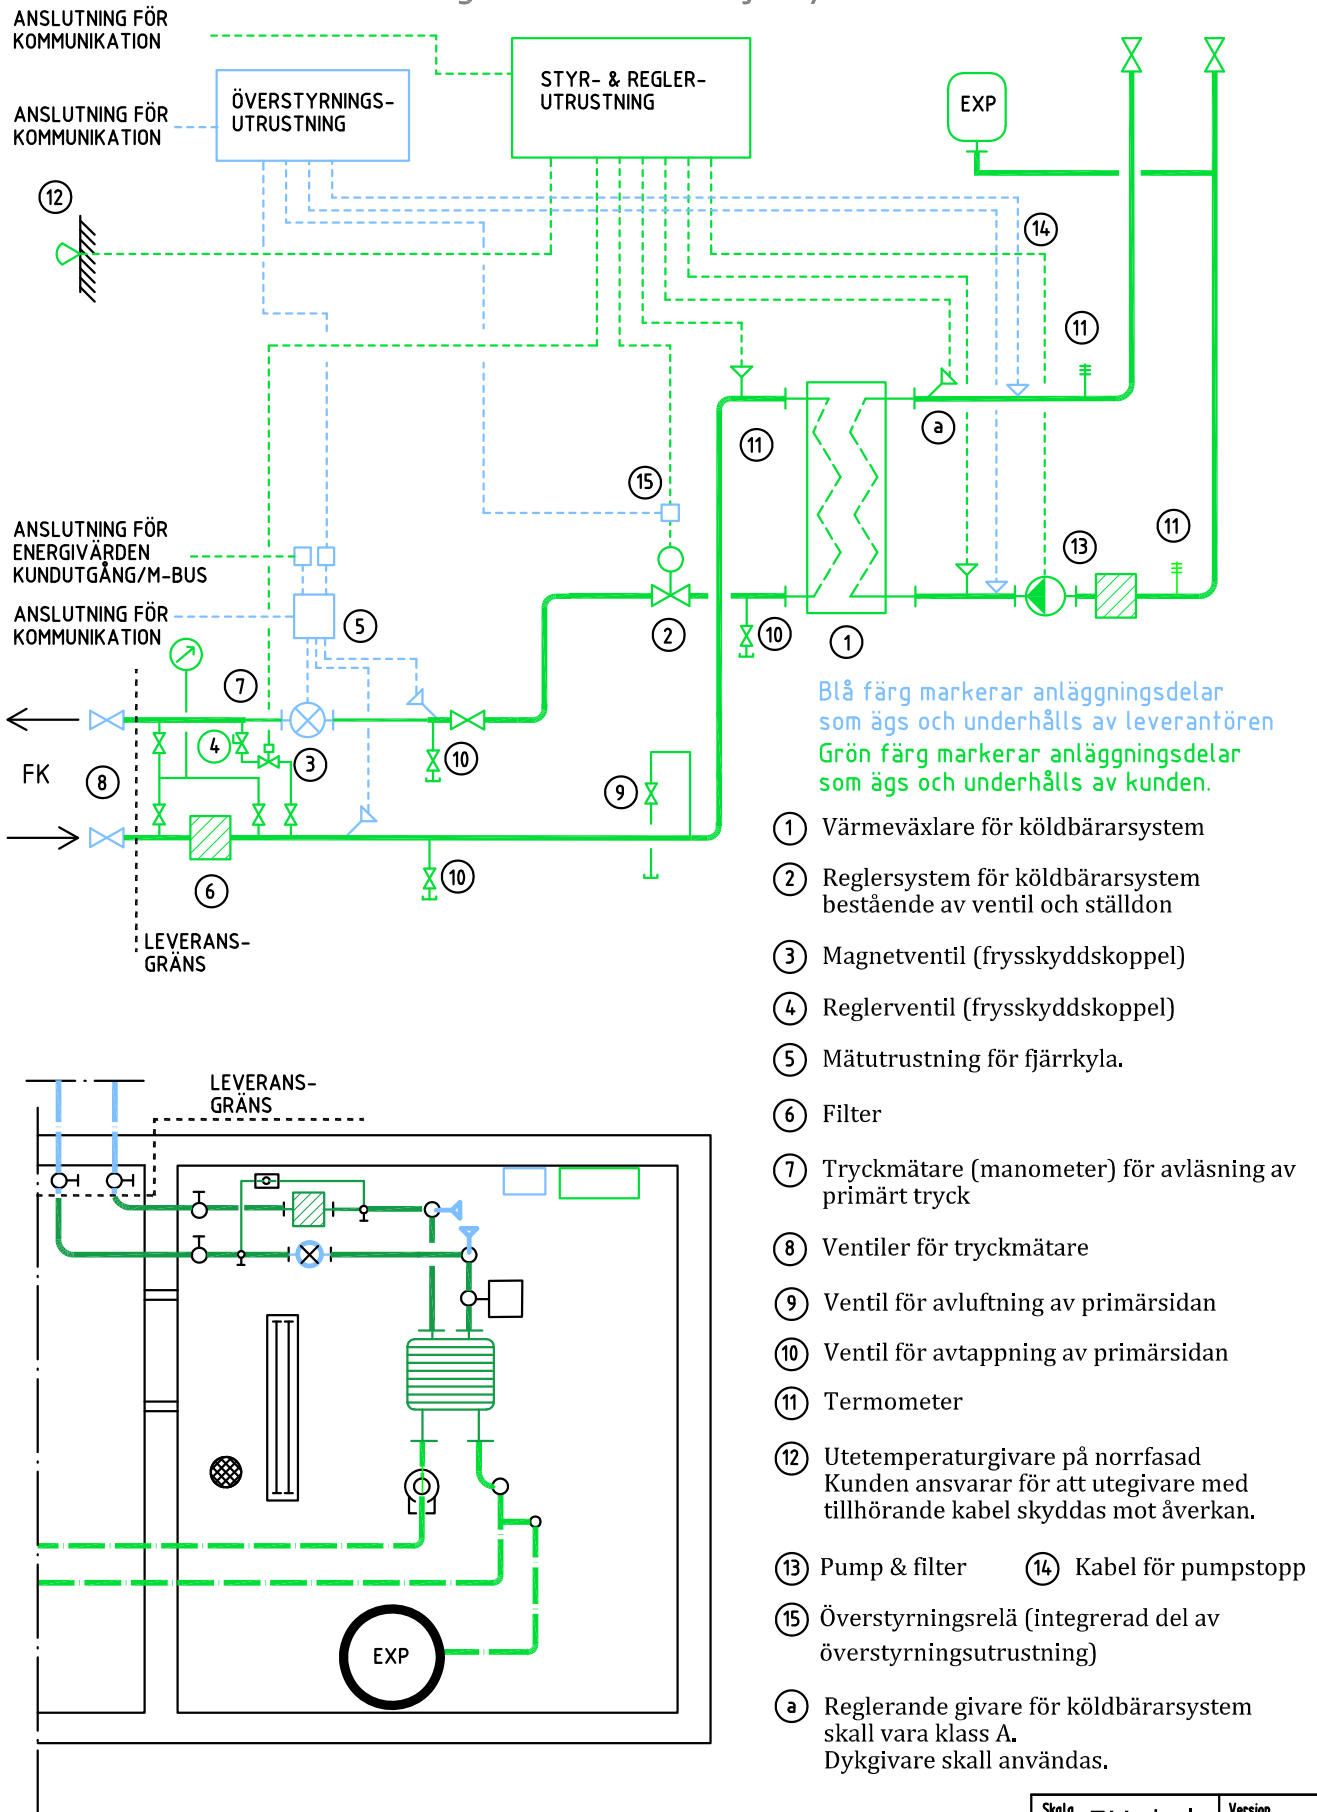 ANSLUTNING FÖR
KOMMUNIKATION
STYR- & REGLER-
UTRUSTNING
ÖVERSTYRNINGS-
UTRUSTNING
ANSLUTNING FÖR
KOMMUNIKATION
EXP
12
14
11
a
11
15
13
11
ANSLUTNING FÖR
ENERGIVÄRDEN
KUNDUTGÅNG/M-BUS
ANSLUTNING FÖR
KOMMUNIKATION
5
2
10
1
7
4
3
10
FK
8
9
6
10
LEVERANS-
GRÄNS
Blå färg markerar anläggningsdelar
som ägs och underhålls av leverantören
Grön färg markerar anläggningsdelar
som ägs och underhålls av kunden.
1 Värmeväxlare för köldbärarsystem
2 Reglersystem för köldbärarsystem
bestående av ventil och ställdon
3 Magnetventil (frysskyddskoppel)
4 Reglerventil (frysskyddskoppel)
5 Mätutrustning för fjärrkyla.
6 Filter
7 Tryckmätare (manometer) för avläsning av
primärt tryck
8 Ventiler för tryckmätare
9 Ventil för avluftning av primärsidan
10 Ventil för avtappning av primärsidan
11 Termometer
12 Utetemperaturgivare på norrfasad
Kunden ansvarar för att utegivare med
tillhörande kabel skyddas mot åverkan.
13 Pump & filter 14 Kabel för pumpstopp
15 Överstyrningsrelä (integrerad del av
överstyrningsutrustning)
a Reglerande givare för köldbärarsystem
skall vara klass A.
Dykgivare skall användas.
LEVERANS-
GRÄNS
EXP
Skala
Version